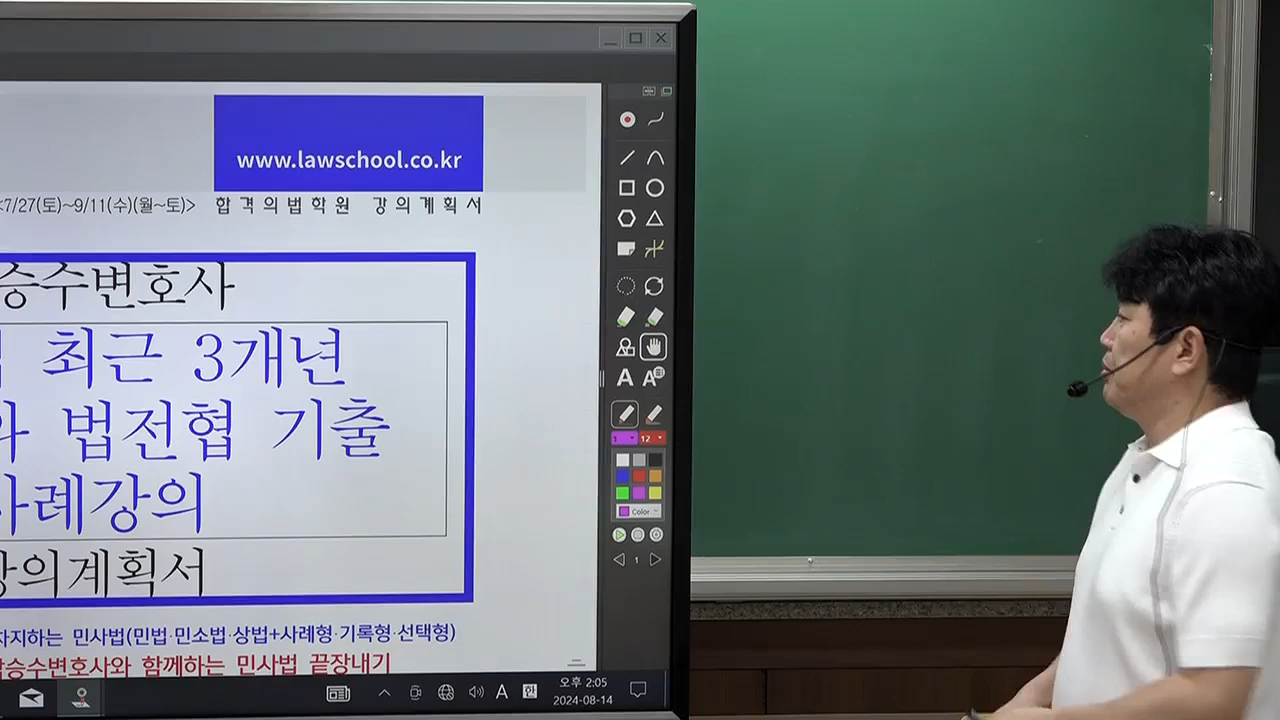 www.lawschool.co.kr
<7/27(토)~9/11(수)(월~토)> 합격의법학원 강의계획서
승수변호사
최근 3개년
와 법전협 기출
사례강의
강의계획서
차지하는 민사법(민법·민소법·상법+사례형·기록형·선택형)
승수변호사와 함께하는 민사법 끝장내기
A A
1 12
Color
1
A 한
오후 2:05
2024-08-14